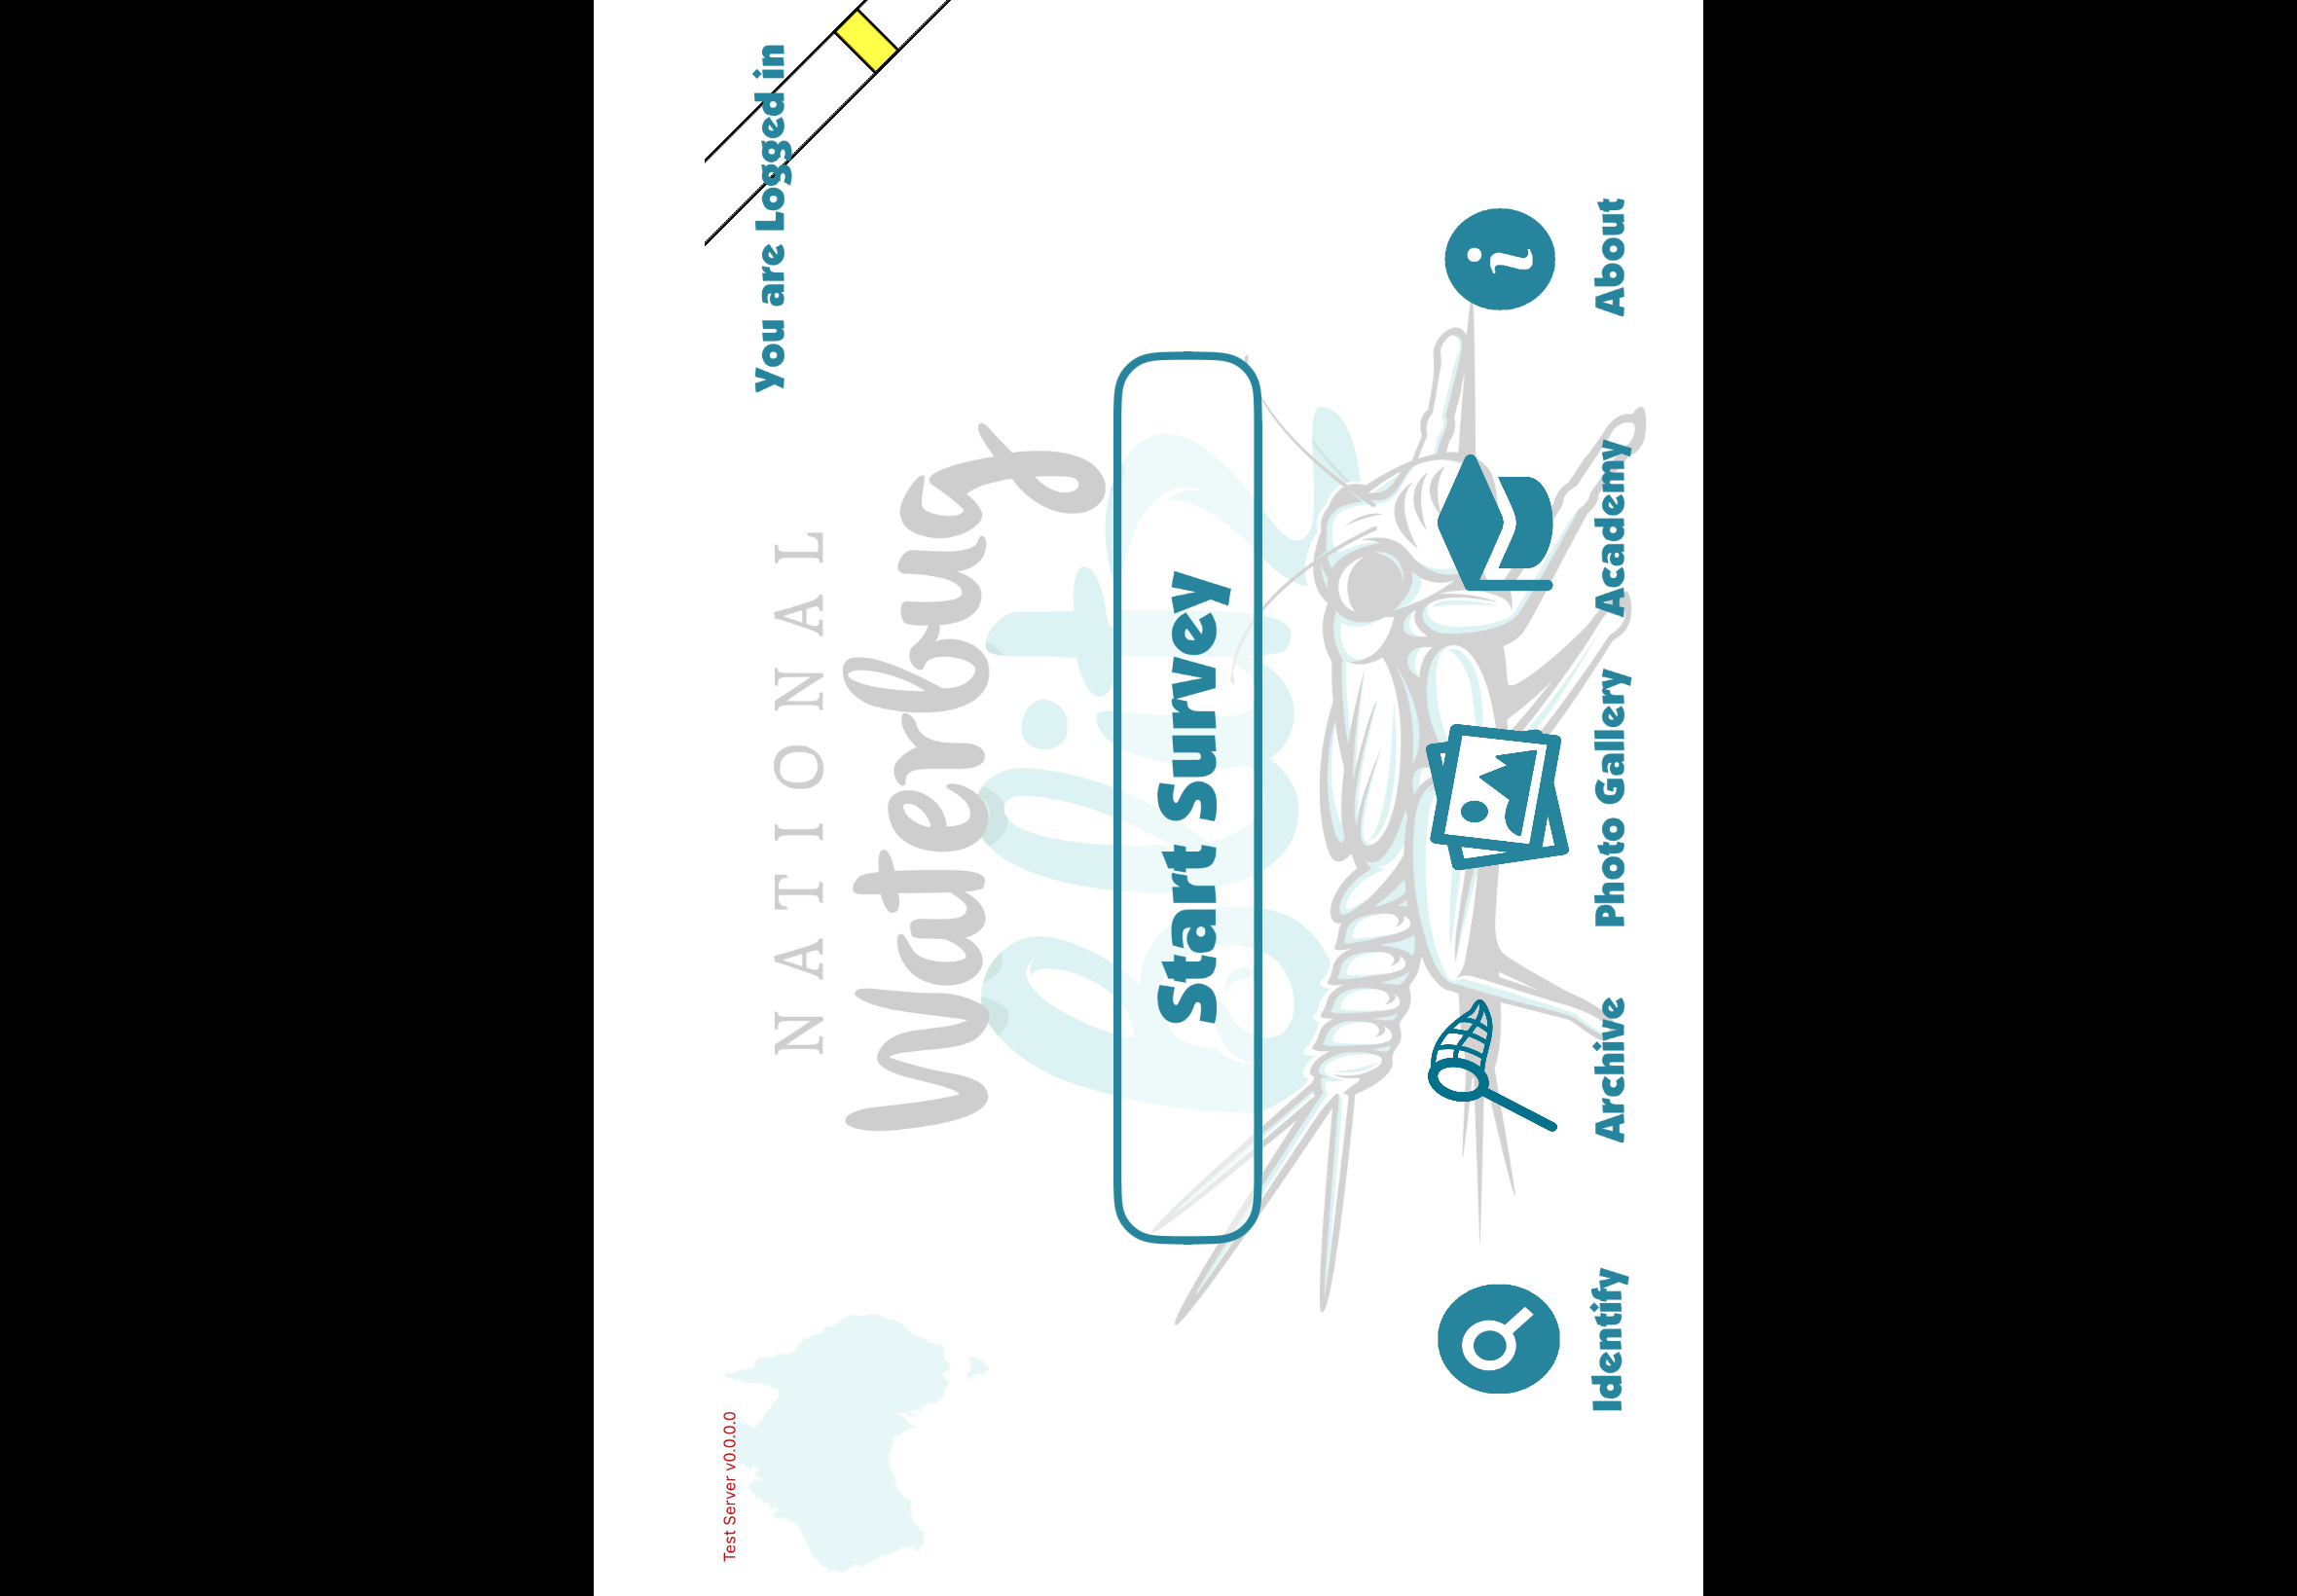 Test Server v0.0.0.0
You are Logged in
NATIONAL
Waterbug
Blitz
Start Survey
Identify
Archive
Photo Gallery
Academy
About